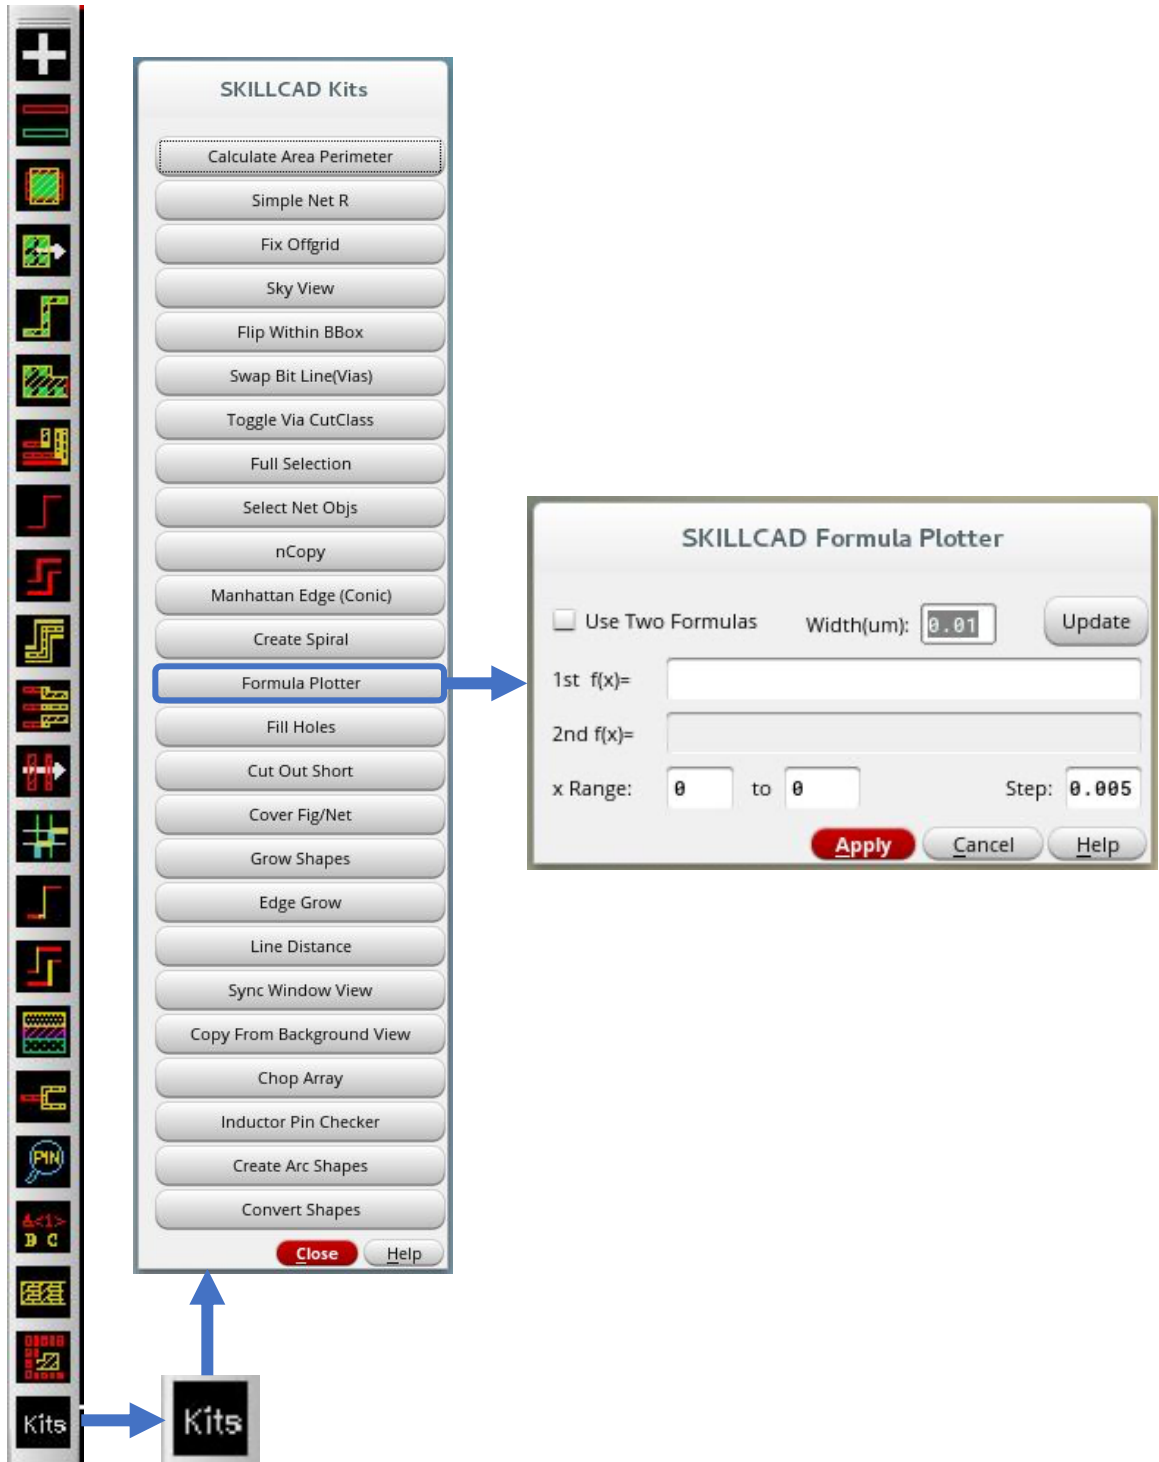 SKILLCAD Kits
Calculate Area Perimeter
Simple Net R
Fix Offgrid
Sky View
Flip Within BBox
Swap Bit Line(Vias)
Toggle Via CutClass
Full Selection
Select Net Objs
nCopy
Manhattan Edge (Conic)
Create Spiral
Formula Plotter
Fill Holes
Cut Out Short
Cover Fig/Net
Grow Shapes
Edge Grow
Line Distance
Sync Window View
Copy From Background View
Chop Array
Inductor Pin Checker
Create Arc Shapes
Convert Shapes
Close Help
SKILLCAD Formula Plotter
Use Two Formulas Width(um): 0.01 Update
1st f(x)=
2nd f(x)=
x Range: 0 to 0 Step: 0.005
Apply Cancel Help
PIN
&<1>
B C
Kits
Kits